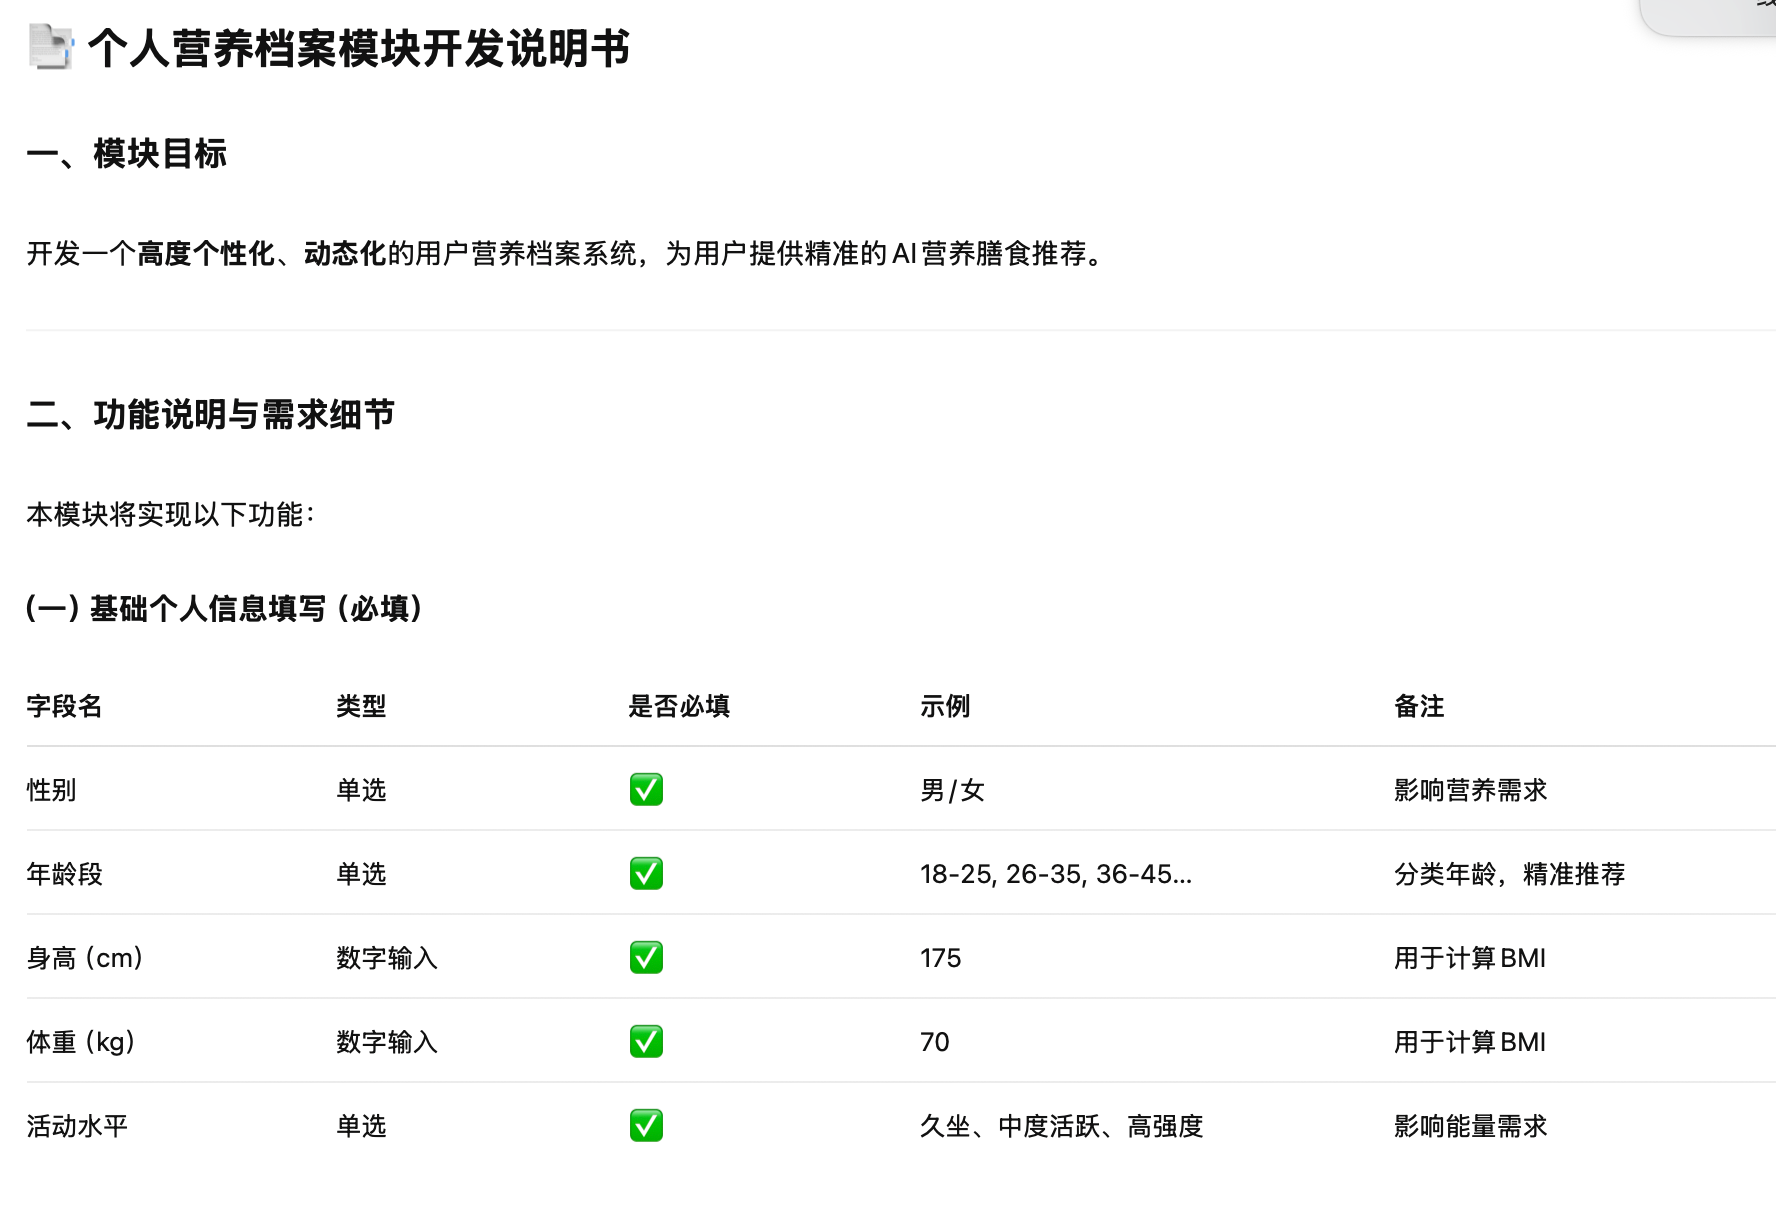 个人营养档案模块开发说明书
一、模块目标
开发一个高度个性化、动态化的用户营养档案系统，为用户提供精准的AI营养膳食推荐。
二、功能说明与需求细节
本模块将实现以下功能：
(一) 基础个人信息填写（必填）
字段名 类型 是否必填 示例 备注
性别 单选 ✅ 男/女 影响营养需求
年龄段 单选 ✅ 18-25, 26-35, 36-45... 分类年龄，精准推荐
身高（cm） 数字输入 ✅ 175 用于计算BMI
体重（kg） 数字输入 ✅ 70 用于计算BMI
活动水平 单选 ✅ 久坐、中度活跃、高强度 影响能量需求